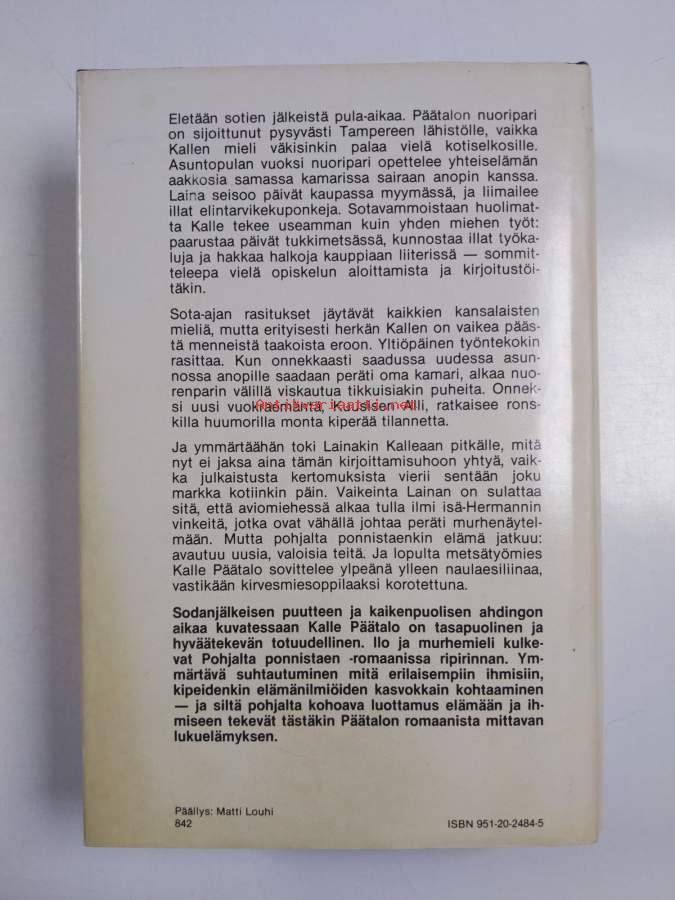 Eletään sotien jälkeistä pula-aikaa. Päätalon nuoripari
on sijoittunut pysyvästi Tampereen lähistölle, vaikka
Kallen mieli väkisinkin palaa vielä kotiselkosille.
Asuntopulan vuoksi nuoripari opettelee yhteiselämän
aakkosia samassa kamarissa sairaan anopin kanssa.
Laina seisoo päivät kaupassa myymässä, ja liimailee
illat elintarvikekuponkeja. Sotavammoistaan huolimat-
ta Kalle tekee useamman kuin yhden miehen työt:
paarustaa päivät tukkimetsässä, kunnostaa illat työka-
luja ja hakkaa halkoja kauppiaan liiterissä — sommit-
teleepa vielä opiskelun aloittamista ja kirjoitustöi-
täkin.
Sota-ajan rasitukset jäytävät kaikkien kansalaisten
mieliä, mutta erityisesti herkän Kallen on vaikea pääs-
tä menneistä taakoista eroon. Yltiöpäinen työntekokin
rasittaa. Kun onnekkaasti saadussa uudessa asun-
nossa anopille saadaan peräti oma kamari, alkaa nuo-
renparin välillä viskautua tikkuisiakin puheita. Onnek-
si uusi vuokraemäntä, Kuusisen Alli, ratkaisee rons-
Antikvariaatti.net
killa huumorilla monta kiperää tilannetta.
Ja ymmärtäähän toki Lainakin Kalleaan pitkälle, mitä
nyt ei jaksa aina tämän kirjoittamisuhoon yhtyä, vaik-
ka julkaistusta kertomuksista vierii sentään joku
markka kotiinkin päin. Vaikeinta Lainan on sulattaa
sitä, että aviomiehessä alkaa tulla ilmi isä-Hermannin
vinkeitä, jotka ovat vähällä johtaa peräti murhenäytel-
mään. Mutta pohjalta ponnistaenkin elämä jatkuu:
avautuu uusia, valoisia teitä. Ja lopulta metsätyömies
Kalle Päätalo sovittelee ylpeänä ylleen naulaesiliinaa,
vastikään kirvesmiesoppilaaksi korotettuna.
Sodanjälkeisen puutteen ja kaikenpuolisen ahdingon
aikaa kuvatessaan Kalle Päätalo on tasapuolinen ja
hyväätekevän totuudellinen. Ilo ja murhemieli kulke-
vat Pohjalta ponnistaen -romaanissa ripirinnan. Ym-
märtävä suhtautuminen mitä erilaisempiin ihmisiin,
kipeidenkin elämänilmiöiden kasvokkain kohtaaminen
— ja siltä pohjalta kohoava luottamus elämään ja ih-
miseen tekevät tästäkin Päätalon romaanista mittavan
lukuelämyksen.
Päällys: Matti Louhi
842
ISBN 951-20-2484-5